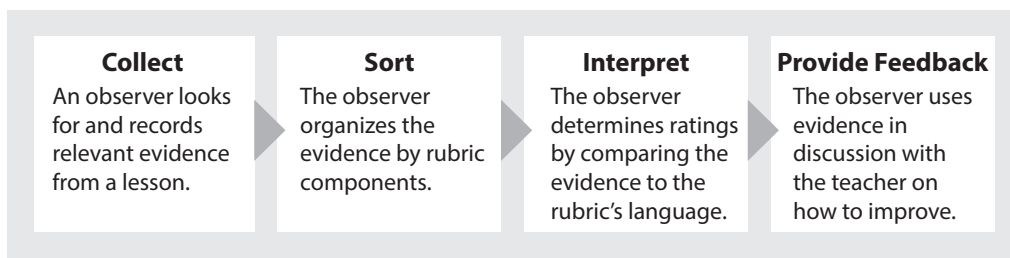 Collect
An observer looks
for and records
relevant evidence
from a lesson.
Sort
The observer
organizes the
evidence by rubric
components.
Interpret
The observer
determines ratings
by comparing the
evidence to the
rubric's language.
Provide Feedback
The observer uses
evidence in
discussion with
the teacher on
how to improve.